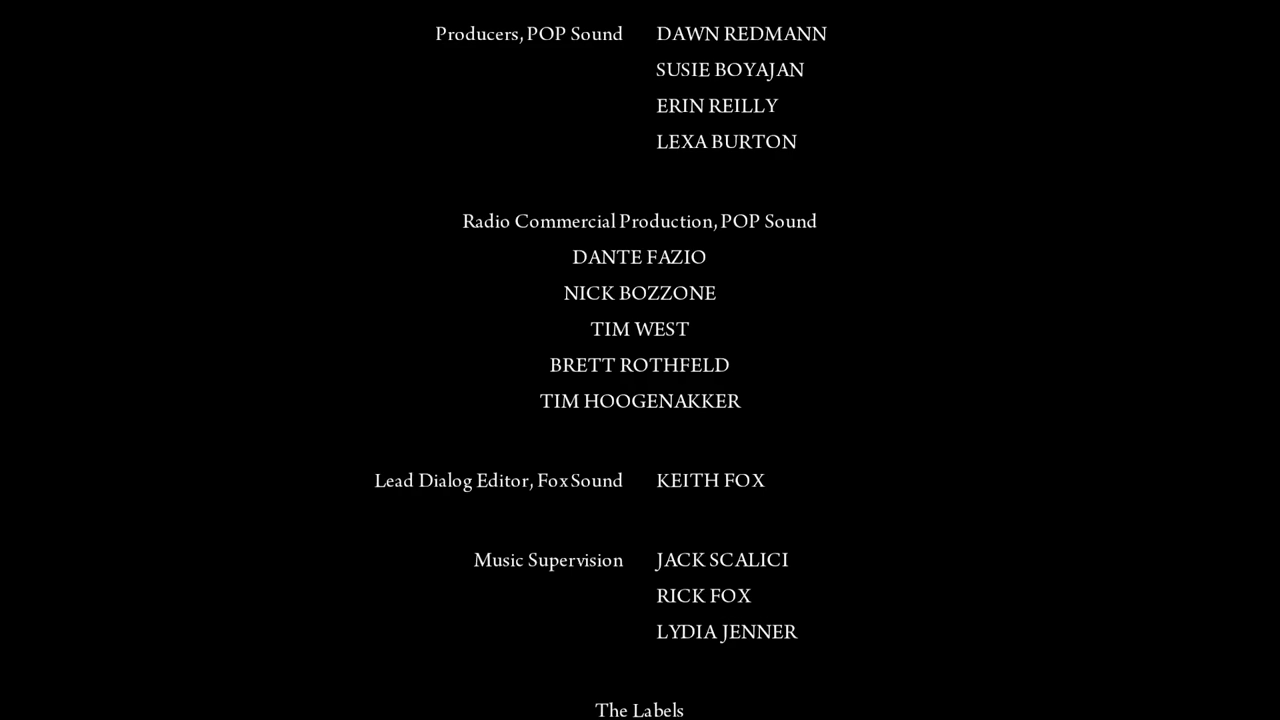 Producers, POP Sound DAWN REDMANN
SUSIE BOYAJAN
ERIN REILLY
LEXA BURTON
Radio Commercial Production, POP Sound
DANTE FAZIO
NICK BOZZONE
TIM WEST
BRETT ROTHFELD
TIM HOOGENAKKER
Lead Dialog Editor, Fox Sound KEITH FOX
Music Supervision JACK SCALICI
RICK FOX
LYDIA JENNER
The Labels